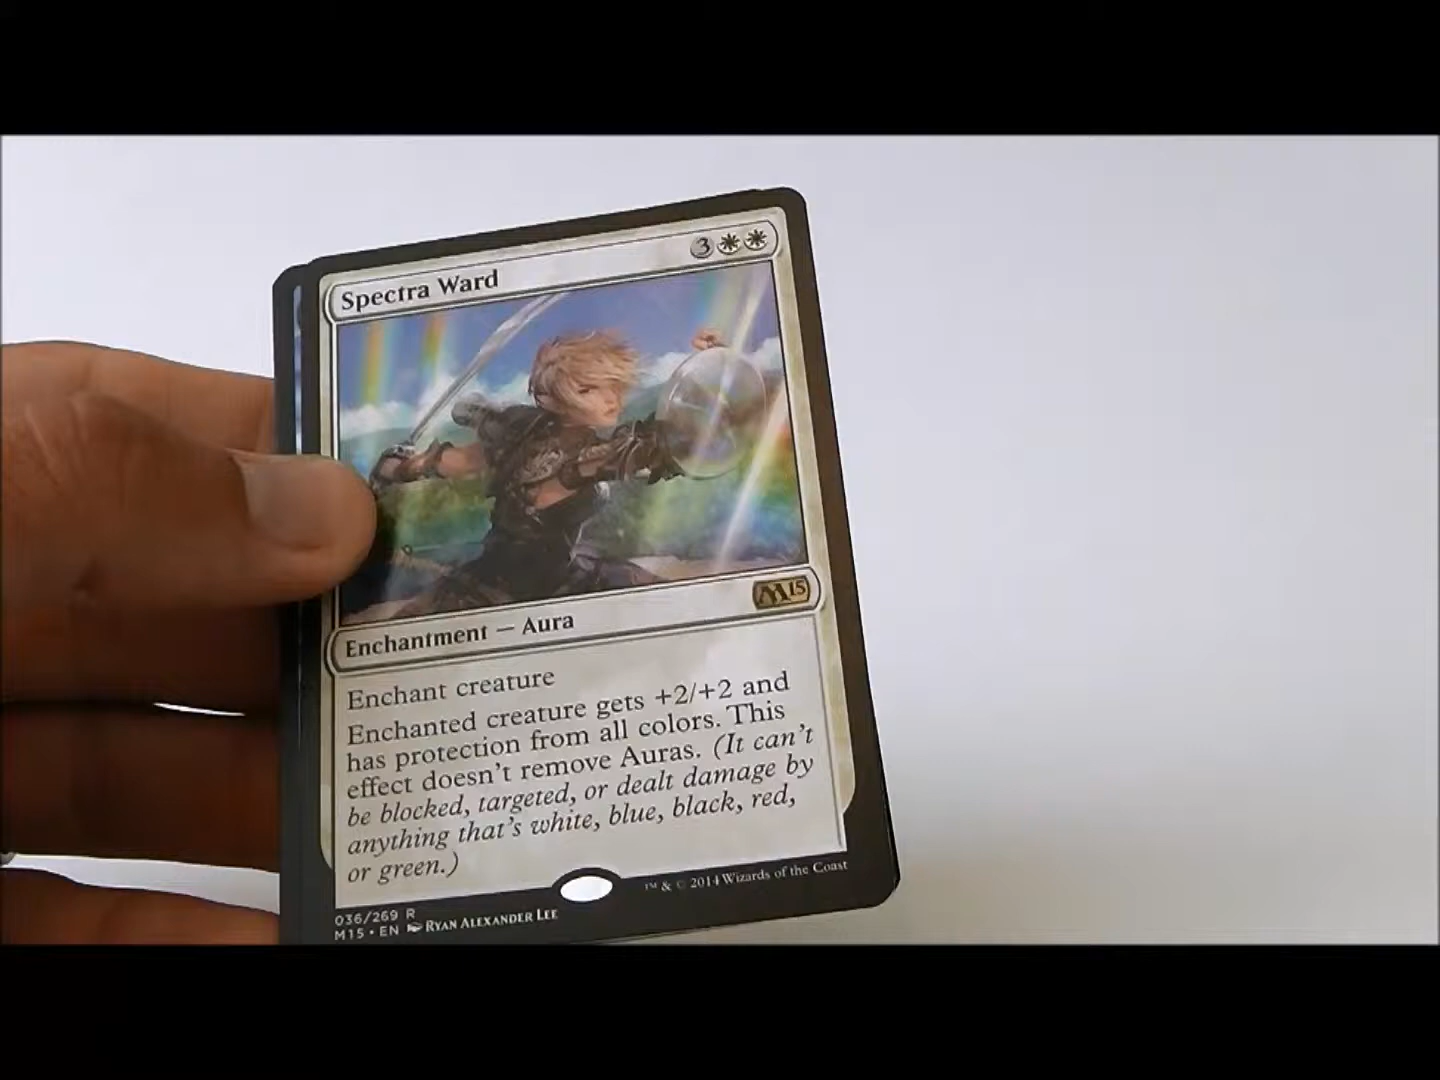 Spectra Ward 3
M15
Enchantment — Aura
Enchant creature
Enchanted creature gets +2/+2 and
has protection from all colors. This
effect doesn't remove Auras. (It can't
be blocked, targeted, or dealt damage by
anything that's white, blue, black, red,
or green.)
036/269 R
™ & © 2014 Wizards of the Coast
M15 • EN RYAN ALEXANDER LEE